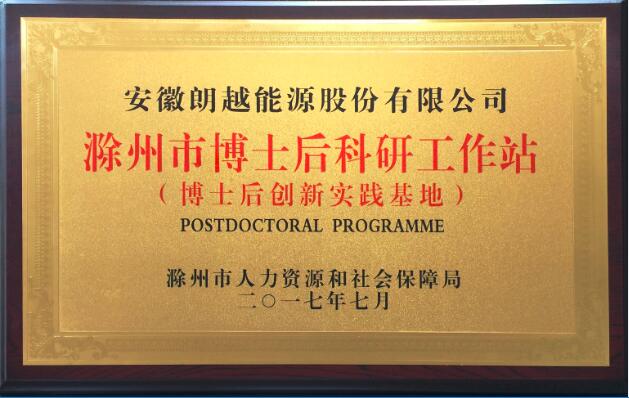 安徽朗越能源股份有限公司
滁州市博士后科研工作站
（博士后创新实践基地）
POSTDOCTORAL PROGRAMME
滁州市人力资源和社会保障局
二〇一七年七月